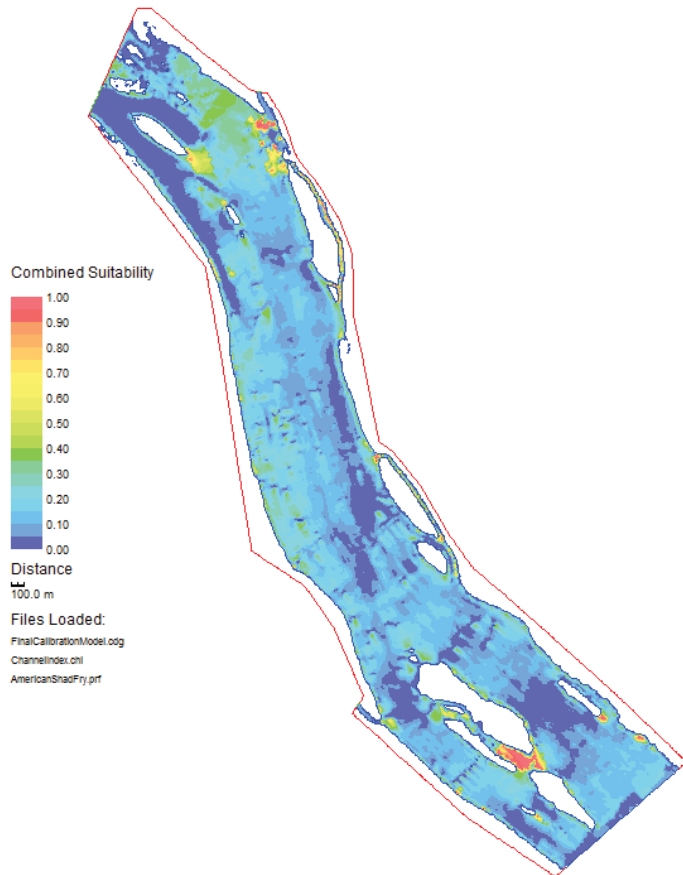 Combined Suitability
1.00
0.90
0.80
0.70
0.60
0.50
0.40
0.30
0.20
0.10
0.00
Distance
100.0 m
Files Loaded:
FinalCalibrationModel.cdg
ChannelIndex.chi
AmericanShadFry.prf